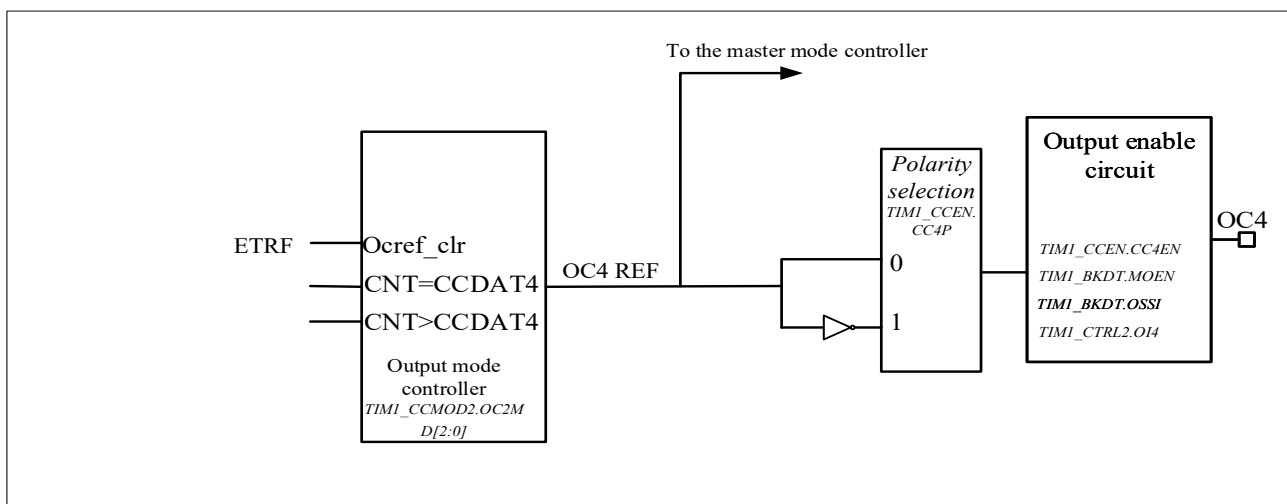 To the master mode controller
ETRF
Ocref_clr
CNT=CCDAT4
CNT>CCDAT4
Output mode
controller
TIM1_CCMOD2.OC2M
D[2:0]
OC4 REF
Polarity
selection
TIM1_CCEN.
CC4P
0
1
Output enable
circuit
TIM1_CCEN.CC4EN
TIM1_BKDT.MOEN
TIM1_BKDT.OSSI
TIM1_CTRL2.OI4
OC4